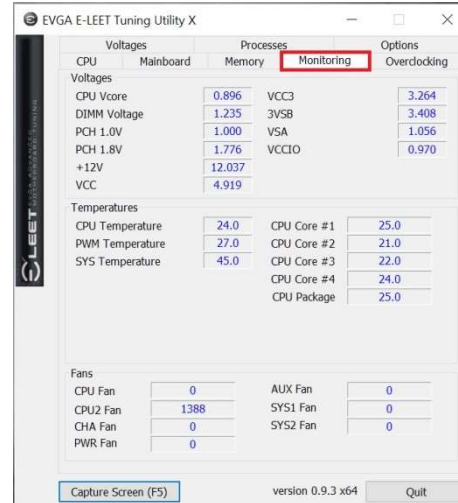 EVGA E-LEET Tuning Utility X
Voltages Processes Options
CPU Mainboard Memory Monitoring Overclocking
Voltages
CPU Vcore 0.896 VCC3 3.264
DIMM Voltage 1.235 3VSB 3.408
PCH 1.0V 1.000 VSA 1.056
PCH 1.8V 1.776 VCCIO 0.970
+12V 12.037
VCC 4.919
Temperatures
CPU Temperature 24.0 CPU Core #1 25.0
PWM Temperature 27.0 CPU Core #2 21.0
SYS Temperature 45.0 CPU Core #3 22.0
CPU Core #4 24.0
CPU Package 25.0
Fans
CPU Fan 0 AUX Fan 0
CPU2 Fan 1388 SYS1 Fan 0
CHA Fan 0 SYS2 Fan 0
PWR Fan 0
Capture Screen (F5) version 0.9.3 x64 Quit
E-LEET
EVGA ADVANCED
MOTHERBOARD TUNING